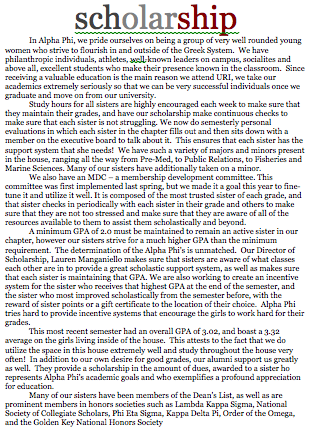 scholarship
In Alpha Phi, we pride ourselves on being a group of very well rounded young
women who strive to flourish in and outside of the Greek System.  We have
philanthropic individuals, athletes, well-known leaders on campus, socialites and
above all, excellent students who make their presence known in the classroom.  Since
receiving a valuable education is the main reason we attend URI, we take our
academics extremely seriously so that we can be very successful individuals once we
graduate and move on from our university.
Study hours for all sisters are highly encouraged each week to make sure that
they maintain their grades, and have our scholarship make continuous checks to
make sure that each sister is not struggling. We now do semesterly personal
evaluations in which each sister in the chapter fills out and then sits down with a
member on the executive board to talk about it.  This ensures that each sister has the
support system that she needs!  We have such a variety of majors and minors present
in the house, ranging all the way from Pre-Med, to Public Relations, to Fisheries and
Marine Sciences. Many of our sisters have additionally taken on a minor.
We also have an MDC – a membership development committee. This
committee was first implemented last spring, but we made it a goal this year to fine-
tune it and utilize it well. It is composed of the most trusted sister of each grade, and
that sister checks in periodically with each sister in their grade and others to make
sure that they are not too stressed and make sure that they are aware of all of the
resources available to them to assist them scholastically and beyond.
A minimum GPA of 2.0 must be maintained to remain an active sister in our
chapter, however our sisters strive for a much higher GPA than the minimum
requirement.  The determination of the Alpha Phi's is unmatched.  Our Director of
Scholarship, Lauren Manganiello makes sure that sisters are aware of what classes
each other are in to provide a great scholastic support system, as well as makes sure
that each sister is maintaining that GPA. We are also working to create an incentive
system for the sister who receives that highest GPA at the end of the semester, and
the sister who most improved scholastically from the semester before, with the
reward of sister points or a gift certificate to the location of their choice.  Alpha Phi
tries hard to provide incentive systems that encourage the girls to work hard for their
grades.
This most recent semester had an overall GPA of 3.02, and boast a 3.32
average on the girls living inside of the house.  This attests to the fact that we do
utilize the space in this house extremely well and study throughout the house very
often!  In addition to our own desire for good grades, our alumni support us greatly
as well.  They provide a scholarship in the amount of dues, awarded to a sister ho
represents Alpha Phi's academic goals and who exemplifies a profound appreciation
for education.
Many of our sisters have been members of the Dean's List, as well as are
prominent members in honors societies such as Lambda Kappa Sigma, National
Society of Collegiate Scholars, Phi Eta Sigma, Kappa Delta Pi, Order of the Omega,
and the Golden Key National Honors Society